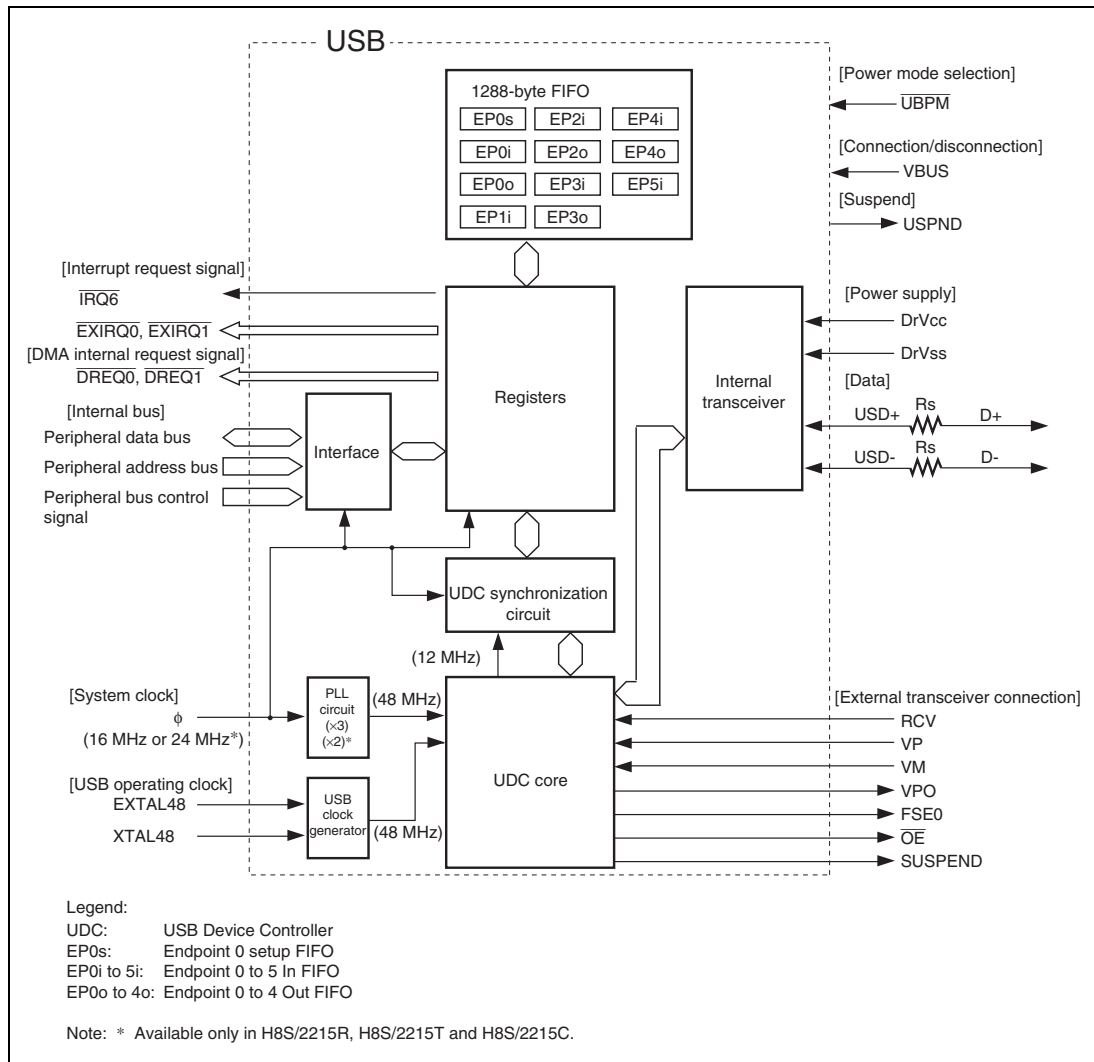 USB
1288-byte FIFO
EP0s EP2i EP4i
EP0i EP2o EP4o
EP0o EP3i EP5i
EP1i EP3o
[Power mode selection]
UBPM
[Connection/disconnection]
VBUS
[Suspend]
USPND
[Interrupt request signal]
IRQ6
EXIRQ0, EXIRQ1
[DMA internal request signal]
DREQ0, DREQ1
[Internal bus]
Peripheral data bus
Peripheral address bus
Peripheral bus control
signal
Interface
Registers
Internal
transceiver
[Power supply]
DrVcc
DrVss
[Data]
USD+ Rs D+
USD- Rs D-
UDC synchronization
circuit
(12 MHz)
[System clock]
ϕ
(16 MHz or 24 MHz*)
PLL
circuit
(×3)
(×2)*
(48 MHz)
[USB operating clock]
EXTAL48
XTAL48
USB
clock
generator
(48 MHz)
UDC core
[External transceiver connection]
RCV
VP
VM
VPO
FSE0
OE
SUSPEND
Legend:
UDC: USB Device Controller
EP0s: Endpoint 0 setup FIFO
EP0i to 5i: Endpoint 0 to 5 In FIFO
EP0o to 4o: Endpoint 0 to 4 Out FIFO
Note: * Available only in H8S/2215R, H8S/2215T and H8S/2215C.